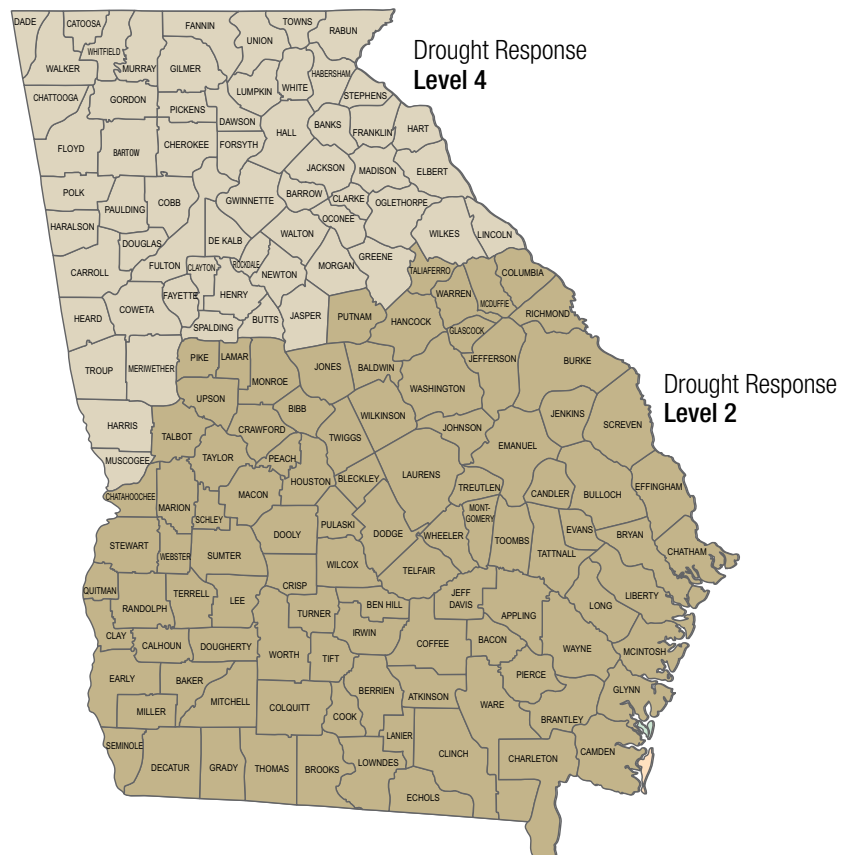 DADE
CATOOSA
FANNIN
UNION
TOWNS
RABUN
WHITFIELD
WALKER
MURRAY
GILMER
HABERSHAM
Drought Response
Level 4
LUMPKIN
WHITE
STEPHENS
CHATTOOGA
GORDON
PICKENS
DAWSON
BANKS
FRANKLIN
HART
FLOYD
BARTOW
CHEROKEE
FORSYTH
HALL
JACKSON
MADISON
ELBERT
POLK
PAULDING
COBB
GWINNETTE
BARROW
CLARKE
OGLETHORPE
OCONEE
HARALSON
DOUGLAS
DE KALB
WALTON
WILKES
LINCOLN
CARROLL
FULTON
CLAYTON
ROCKDALE
NEWTON
MORGAN
GREENE
TALIAFERRO
COLUMBIA
HEARD
COWETA
FAYETTE
HENRY
WARREN
MCDUFFIE
SPALDING
BUTTS
JASPER
PUTNAM
HANCOCK
GLASCOCK
RICHMOND
TROUP
MERIWETHER
PIKE
LAMAR
MONROE
JONES
BALDWIN
JEFFERSON
BURKE
WASHINGTON
Drought Response
Level 2
UPSON
BIBB
WILKINSON
JENKINS
SCREVEN
HARRIS
TALBOT
CRAWFORD
TWIGGS
JOHNSON
EMANUEL
MUSCOGEE
TAYLOR
PEACH
HOUSTON
BLECKLEY
LAURENS
TREUTLEN
CANDLER
BULLOCH
EFFINGHAM
CHATAHOOCHEE
MARION
MACON
SCHLEY
DOOLY
PULASKI
DODGE
WHEELER
MONT-
GOMERY
TOOMBS
EVANS
BRYAN
CHATHAM
STEWART
WEBSTER
SUMTER
WILCOX
TELFAIR
TATTNALL
QUITMAN
RANDOLPH
TERRELL
LEE
CRISP
TURNER
BEN HILL
JEFF
DAVIS
APPLING
LONG
LIBERTY
CLAY
CALHOUN
DOUGHERTY
WORTH
TIFT
IRWIN
COFFEE
BACON
WAYNE
MCINTOSH
EARLY
BAKER
MITCHELL
MILLER
COLQUITT
COOK
BERRIEN
ATKINSON
WARE
PIERCE
GLYNN
BRANTLEY
SEMINOLE
DECATUR
GRADY
THOMAS
BROOKS
LOWNDES
LANIER
CLINCH
ECHOLS
CHARLETON
CAMDEN